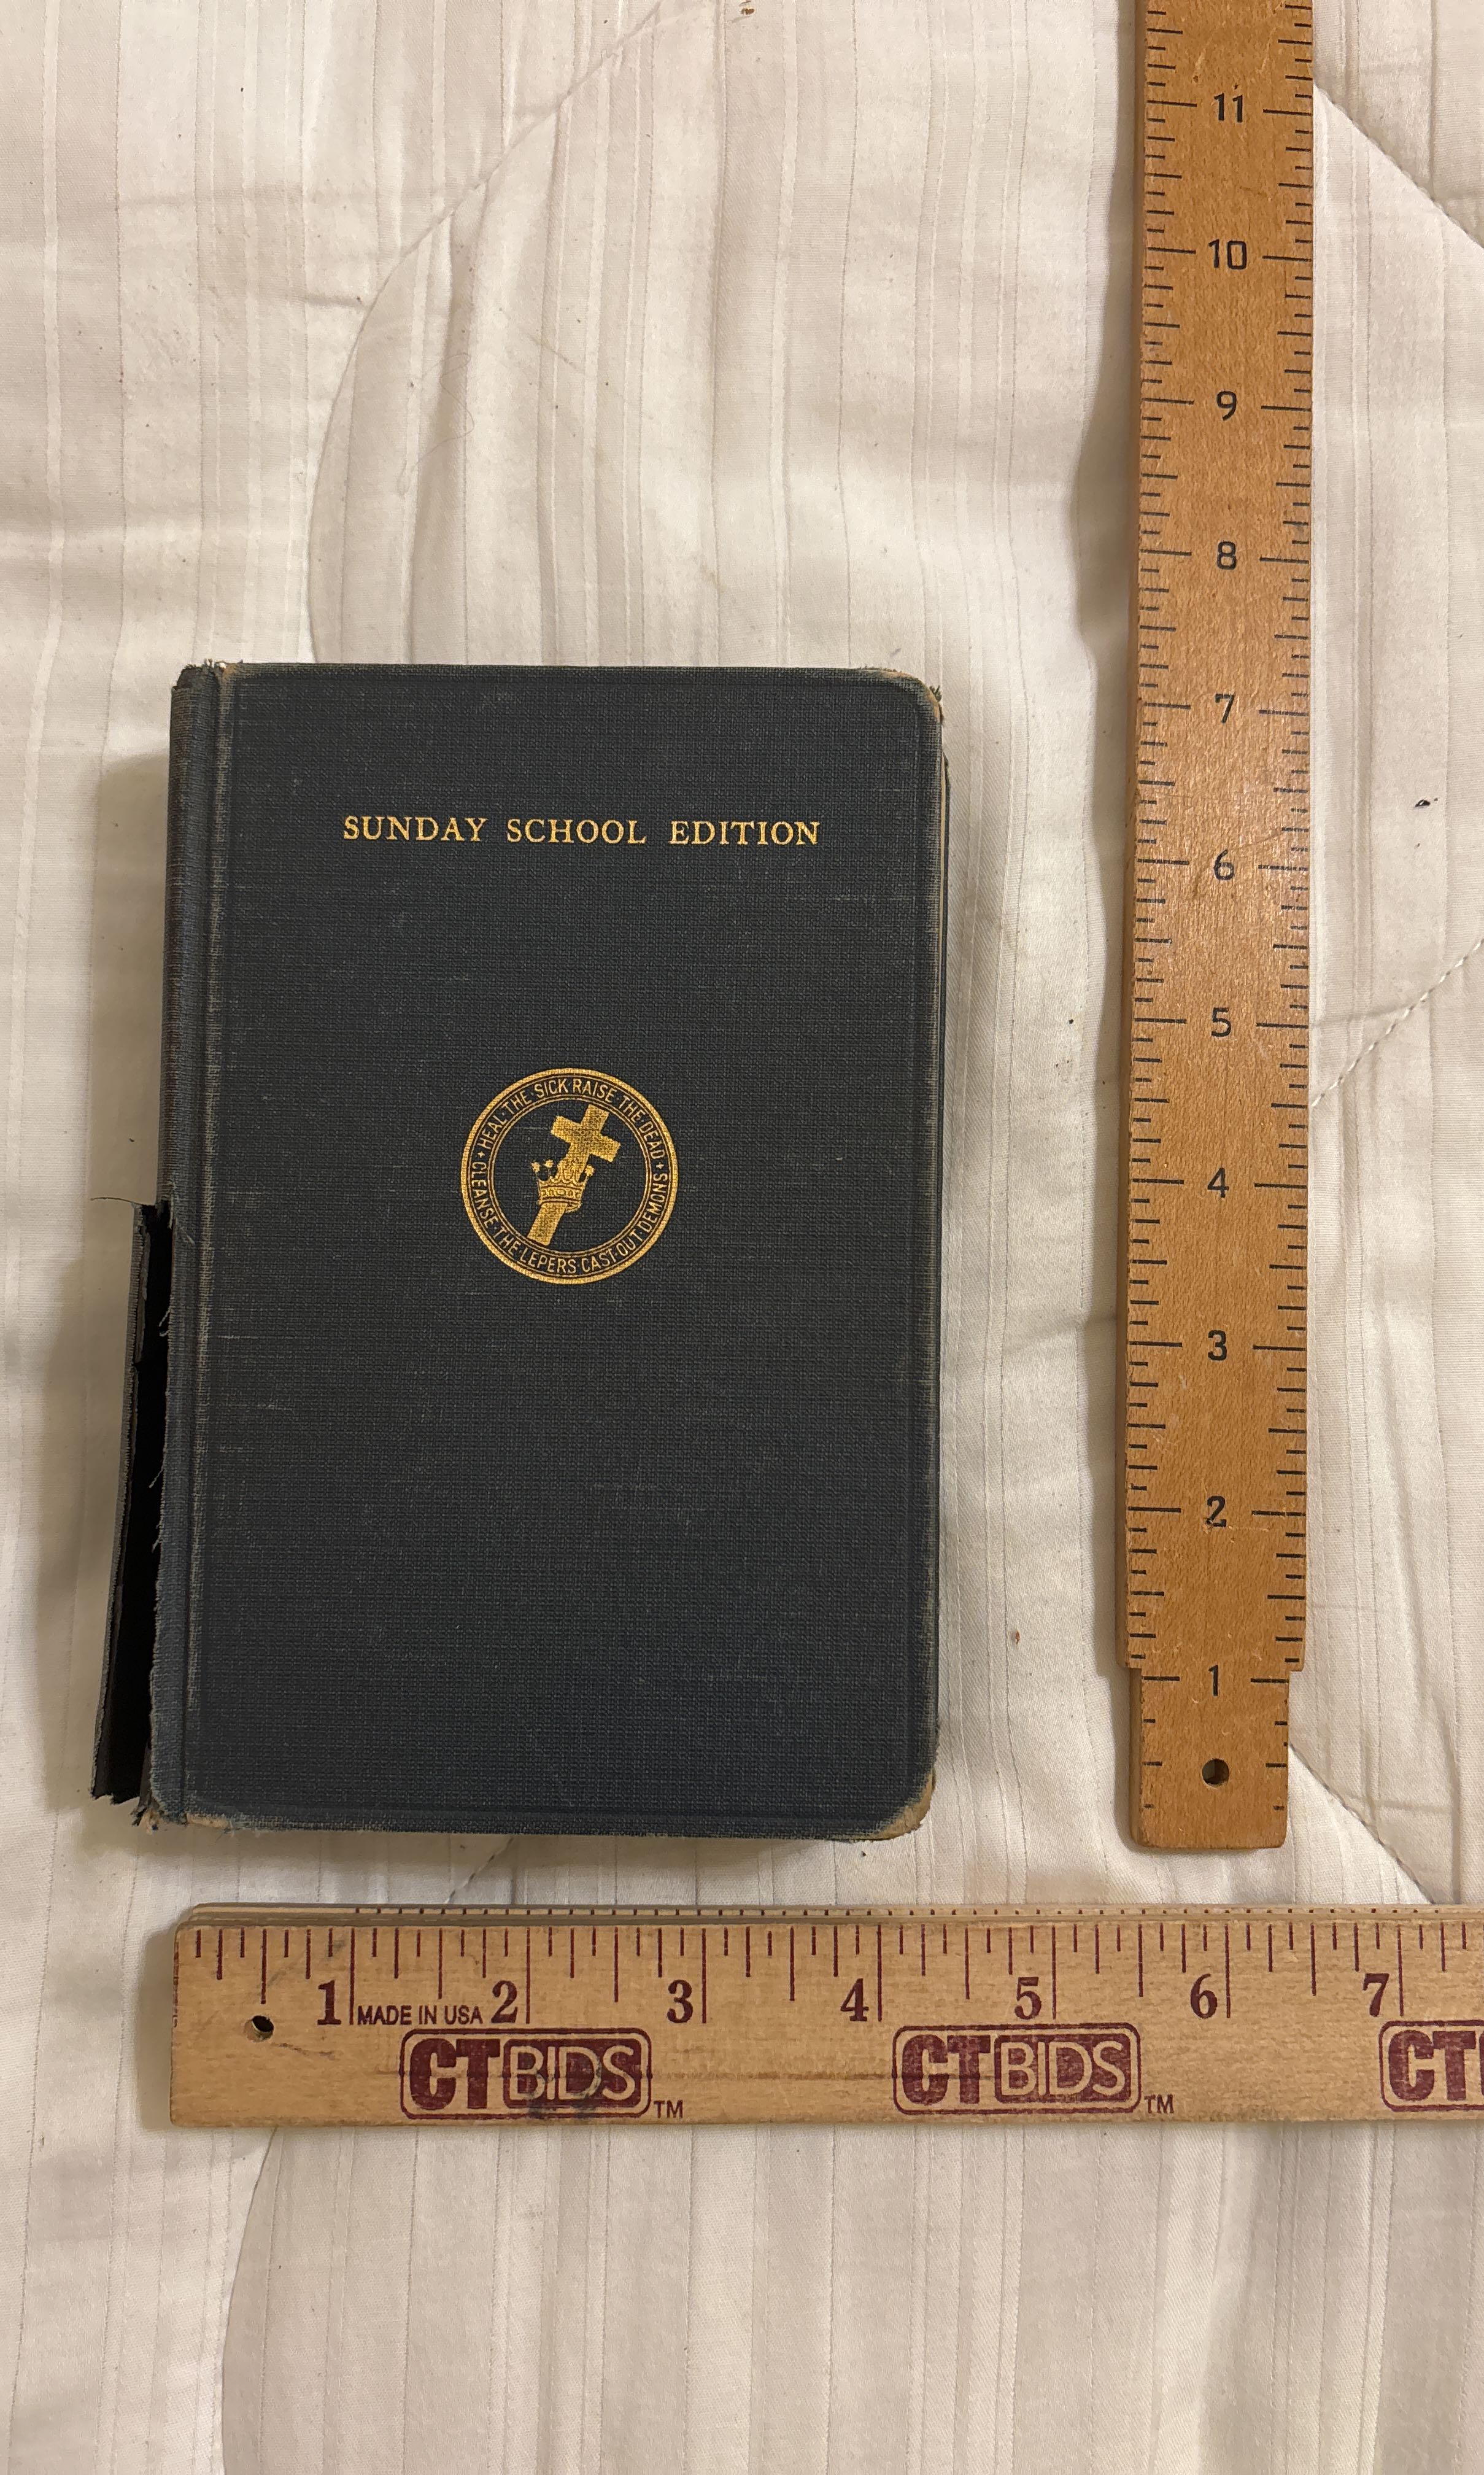 11
10
9
8
7
SUNDAY SCHOOL EDITION
6
5
HEAL·THE·SICK·RAISE·THE·DEAD
CLEANSE·THE·LEPERS·CAST·OUT·DEMONS
4
3
2
1
1 2 3 4 5 6 7
MADE IN USA
CTBIDS™ CTBIDS™ CT